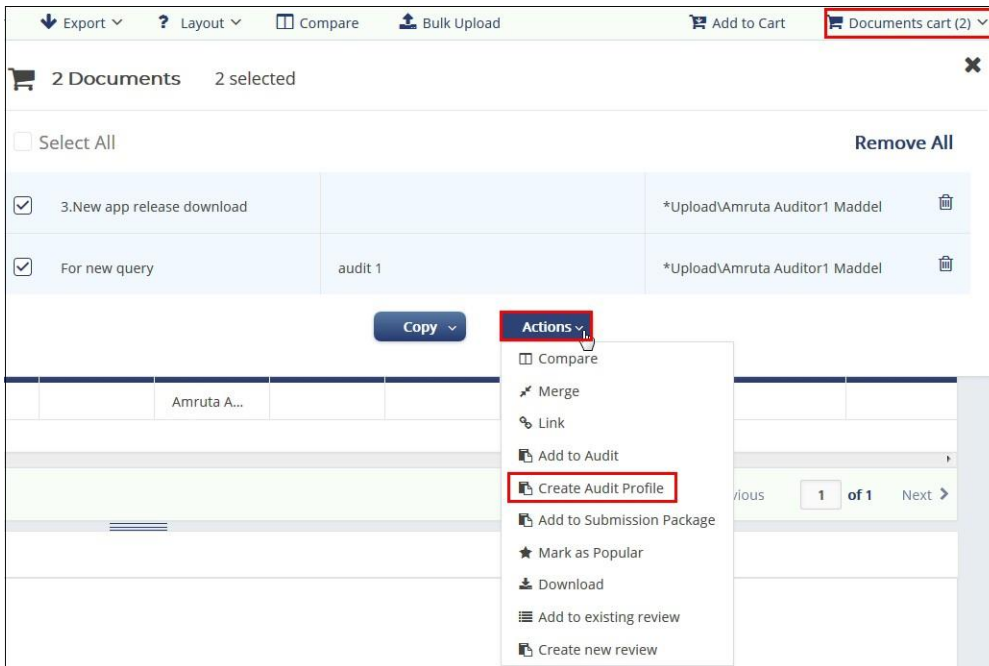 Export
? Layout
Compare
Bulk Upload
Add to Cart
Documents cart (2)
2 Documents 2 selected
Select All
Remove All
3.New app release download *Upload\Amruta Auditor1 Maddel
For new query audit 1 *Upload\Amruta Auditor1 Maddel
Copy
Actions
Compare
Merge
Link
Add to Audit
Create Audit Profile
Add to Submission Package
Mark as Popular
Download
Add to existing review
Create new review
Amruta A...
vious 1 of 1 Next